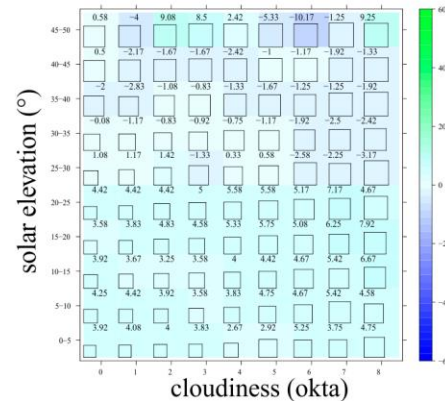 0.58 −4 9.08 8.5 2.42 −5.33 −10.17 −1.25 9.25
45−50
0.5 −2.17 −1.67 −1.67 −2.42 −1 −1.17 −1.92 −1.33
40−45
−2 −2.83 −1.08 −0.83 −1.33 −1.67 −1.25 −1.25 −1.92
35−40
−0.08 −1.17 −0.83 −0.92 −0.75 −1.17 −1.92 −2.5 −2.42
30−35
1.08 1.17 1.42 −1.33 0.33 0.58 −2.58 −2.25 −3.17
25−30
4.42 4.42 4.42 5 5.58 5.58 5.17 7.17 4.67
20−25
3.58 3.83 4.83 4.58 5.33 5.75 5.08 6.25 7.92
15−20
3.92 3.67 3.25 3.58 4 4.42 4.67 5.42 6.67
10−15
4.25 4.42 3.92 3.58 3.83 4.75 4.67 5.42 4.58
5−10
3.92 4.08 4 3.83 2.67 2.92 5.25 3.75 4.75
0−5
0 1 2 3 4 5 6 7 8
solar elevation (°)
cloudiness (okta)
60
40
20
0